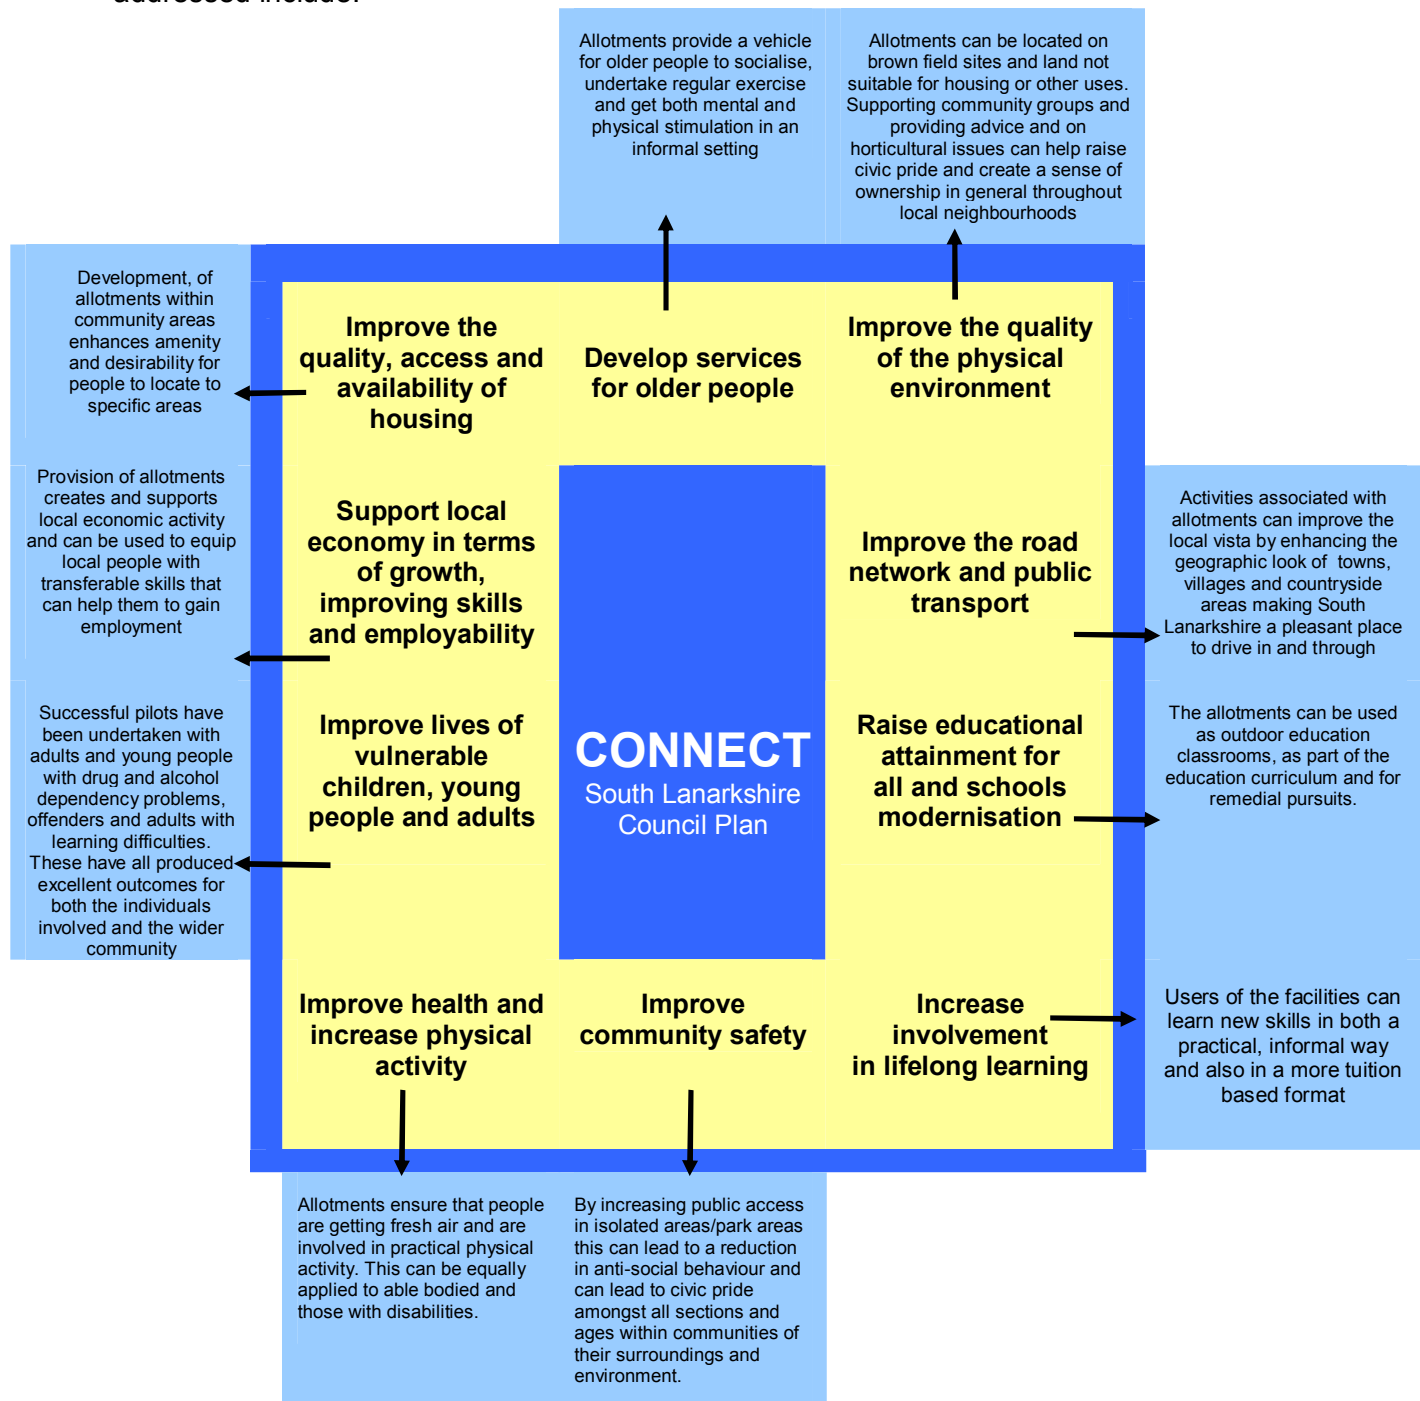 addressed include:
Allotments provide a vehicle
for older people to socialise,
undertake regular exercise
and get both mental and
physical stimulation in an
informal setting
Allotments can be located on
brown field sites and land not
suitable for housing or other uses.
Supporting community groups and
providing advice and on
horticultural issues can help raise
civic pride and create a sense of
ownership in general throughout
local neighbourhoods
Development, of
allotments within
community areas
enhances amenity
and desirability for
people to locate to
specific areas
Improve the
quality, access and
availability of
housing
Develop services
for older people
Improve the quality
of the physical
environment
Provision of allotments
creates and supports
local economic activity
and can be used to equip
local people with
transferable skills that
can help them to gain
employment
Support local
economy in terms
of growth,
improving skills
and employability
Improve the road
network and public
transport
Activities associated with
allotments can improve the
local vista by enhancing the
geographic look of towns,
villages and countryside
areas making South
Lanarkshire a pleasant place
to drive in and through
Successful pilots have
been undertaken with
adults and young people
with drug and alcohol
dependency problems,
offenders and adults with
learning difficulties.
These have all produced
excellent outcomes for
both the individuals
involved and the wider
community
Improve lives of
vulnerable
children, young
people and adults
CONNECT
South Lanarkshire
Council Plan
Raise educational
attainment for
all and schools
modernisation
The allotments can be used
as outdoor education
classrooms, as part of the
education curriculum and for
remedial pursuits.
Improve health and
increase physical
activity
Improve
community safety
Increase
involvement
in lifelong learning
Users of the facilities can
learn new skills in both a
practical, informal way
and also in a more tuition
based format
Allotments ensure that people
are getting fresh air and are
involved in practical physical
activity. This can be equally
applied to able bodied and
those with disabilities.
By increasing public access
in isolated areas/park areas
this can lead to a reduction
in anti-social behaviour and
can lead to civic pride
amongst all sections and
ages within communities of
their surroundings and
environment.